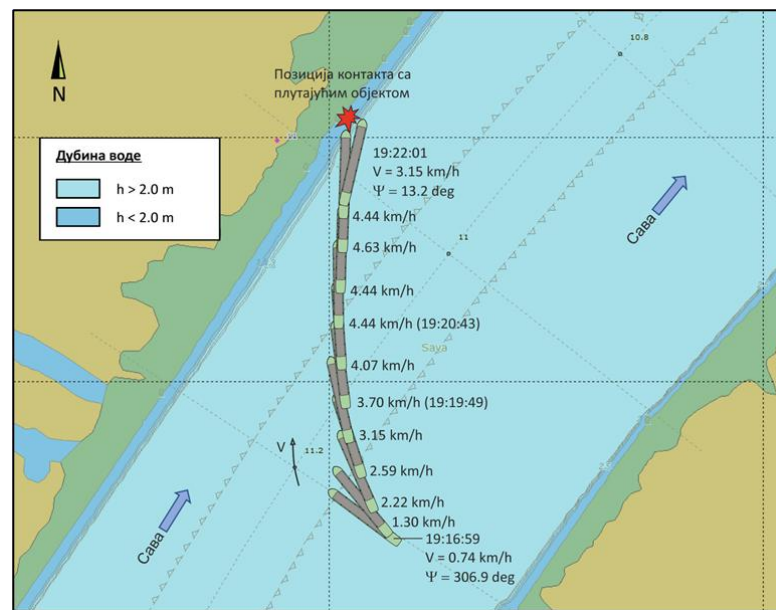 10.8
Позиција контакта са
плутајућим објектом
N
Дубина воде
h > 2.0 m
h < 2.0 m
19:22:01
V = 3.15 km/h
Ψ = 13.2 deg
Сава
4.44 km/h
4.63 km/h
11
4.44 km/h
4.44 km/h (19:20:43)
Saya
4.07 km/h
3.70 km/h (19:19:49)
3.15 km/h
V
11.2
2.59 km/h
2.22 km/h
Сава
1.30 km/h
19:16:59
V = 0.74 km/h
Ψ = 306.9 deg